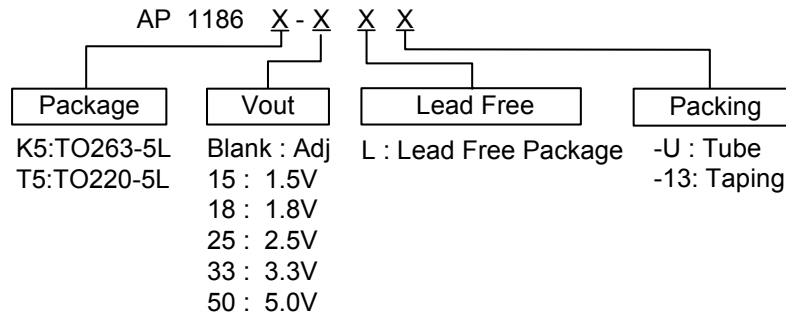 AP 1186 X - X X X
Package Vout Lead Free Packing
K5:TO263-5L Blank : Adj L : Lead Free Package -U : Tube
T5:TO220-5L 15 : 1.5V -13: Taping
18 : 1.8V
25 : 2.5V
33 : 3.3V
50 : 5.0V